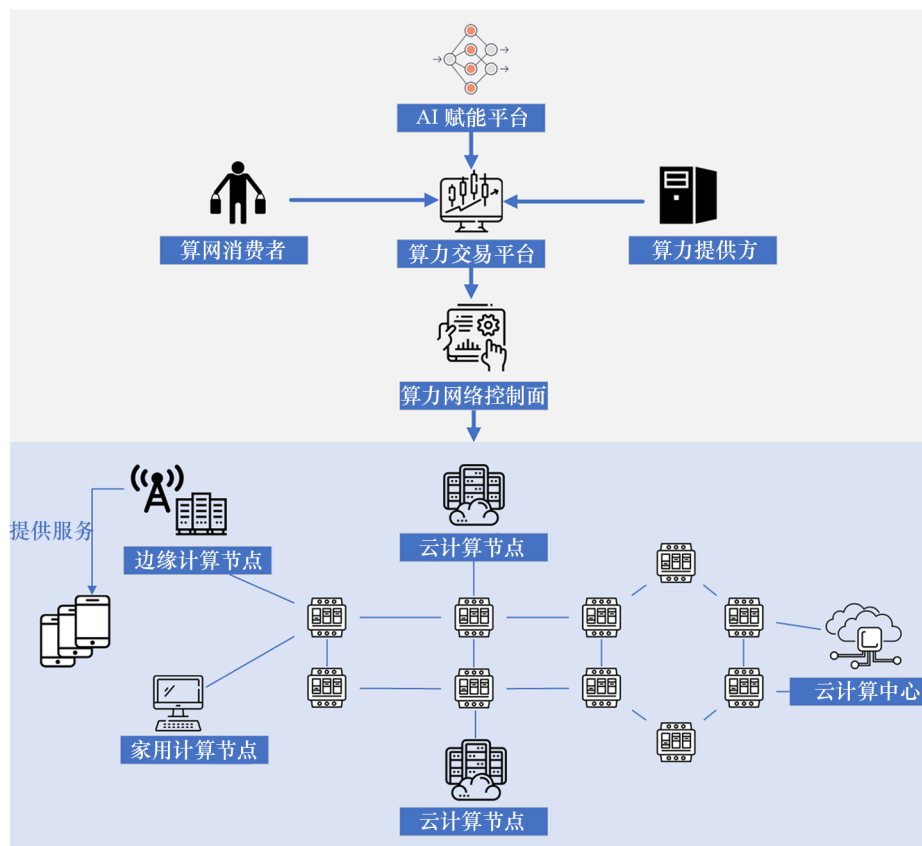 AI 赋能平台
算网消费者
算力交易平台
算力提供方
算力网络控制面
提供服务
边缘计算节点
云计算节点
云计算中心
家用计算节点
云计算节点